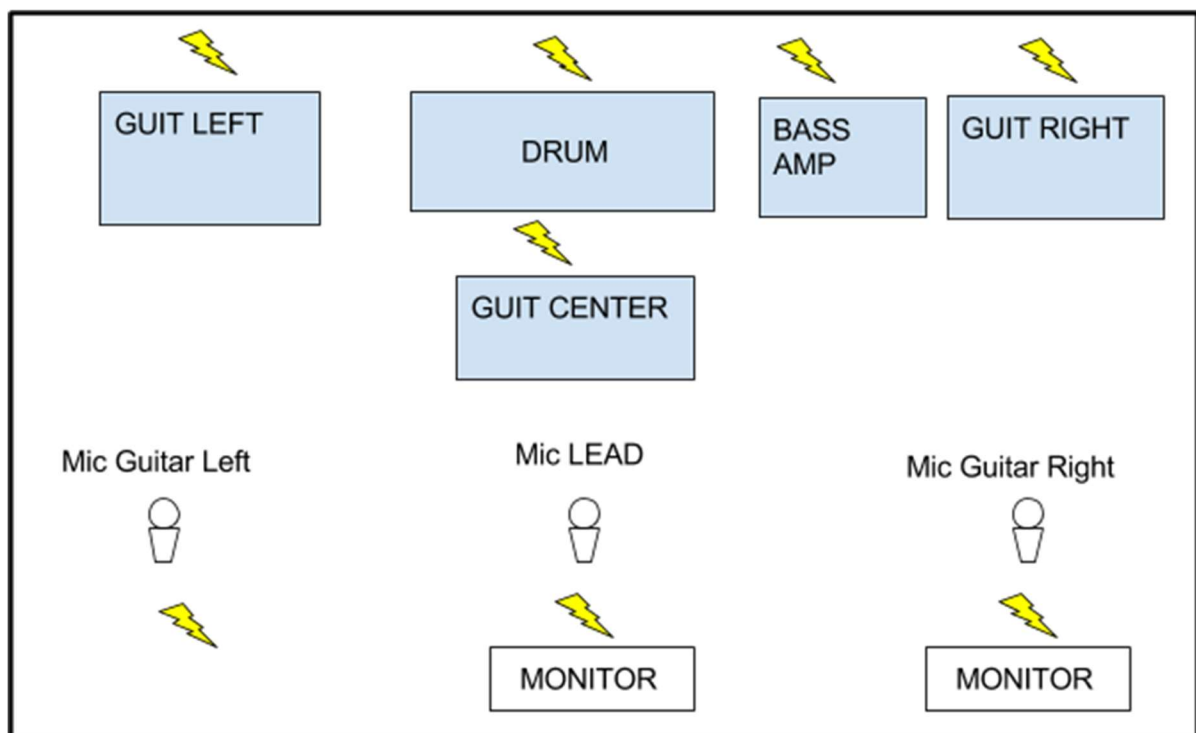 GUIT LEFT
DRUM
BASS
AMP
GUIT RIGHT
GUIT CENTER
Mic Guitar Left
Mic LEAD
Mic Guitar Right
MONITOR
MONITOR